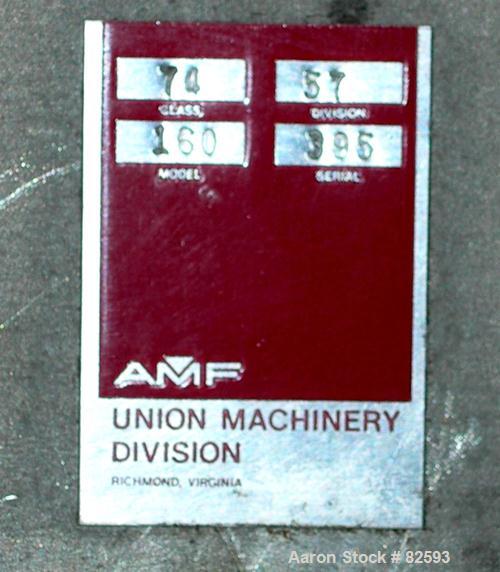 74 57
CLASS DIVISION
160 395
MODEL SERIAL
AMF
UNION MACHINERY
DIVISION
RICHMOND, VIRGINIA
Aaron Stock # 82593